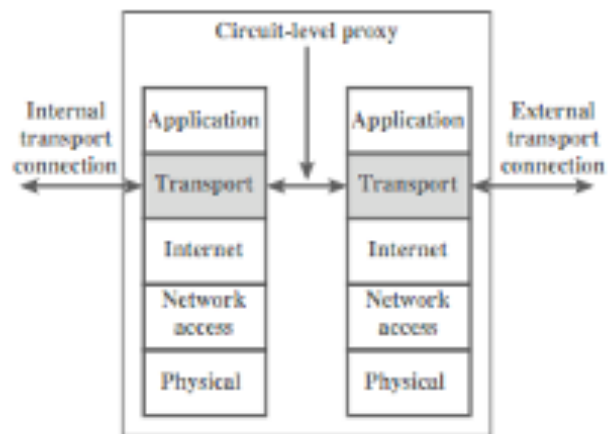 Circuit-level proxy
Internal
transport
connection
Application
Transport
Internet
Network
access
Physical
Application
Transport
Internet
Network
access
Physical
External
transport
connection